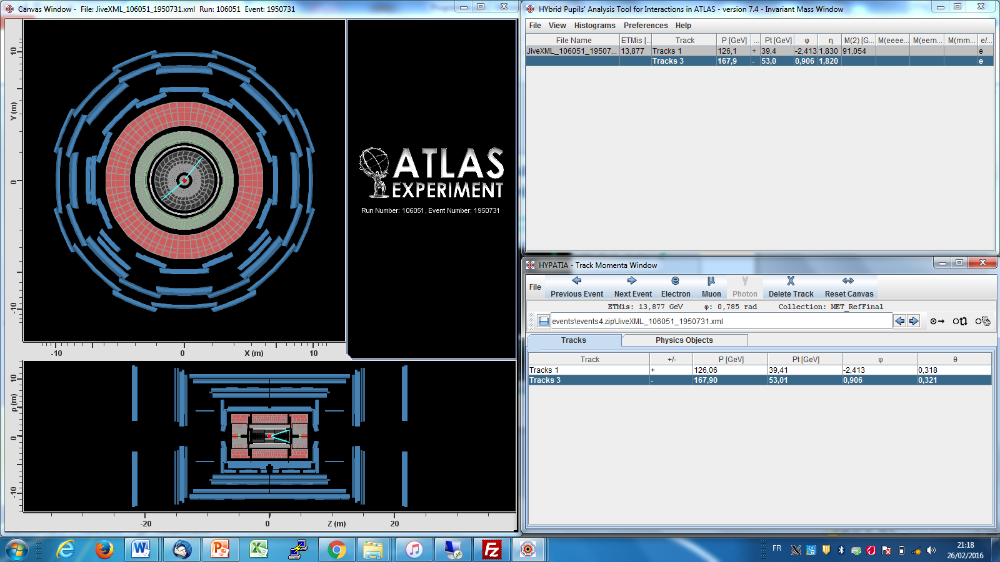 Canvas Window - File: JiveXML_106051_1950731.xml Run: 106051 Event: 1950731
10
Y (m)
0
-10
-10 0 X (m) 10
ATLAS
EXPERIMENT
Run Number: 106051, Event Number: 1950731
10
ρ (m)
0
-10
-20 0 Z (m) 20
HYbrid Pupils' Analysis Tool for Interactions in ATLAS - version 7.4 - Invariant Mass Window
File View Histograms Preferences Help
File Name ETMis [... Track P [GeV] ... Pt [GeV] φ η M(2) [G... M(eeee... M(eem... M(mm... e/...
JiveXML_106051_19507... 13,877 Tracks 1 126,1 + 39,4 -2,413 1,830 91,054 e
Tracks 3 167,9 - 53,0 0,906 1,820 e
HYPATIA - Track Momenta Window
File Previous Event Next Event Electron Muon Photon Delete Track Reset Canvas
ETMis: 13,877 GeV φ: 0,785 rad Collection: MET_RefFinal
events\events4.zip\JiveXML_106051_1950731.xml
Tracks Physics Objects
Track +/- P [GeV] Pt [GeV] φ θ
Tracks 1 + 126,06 39,41 -2,413 0,318
Tracks 3 - 167,90 53,01 0,906 0,321
FR
21:18
26/02/2016